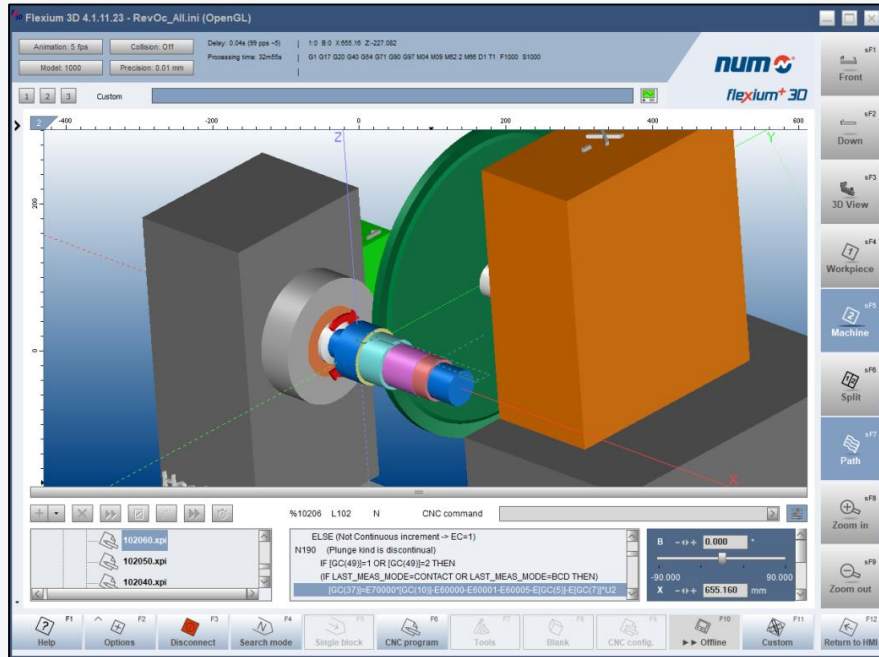 Flexium 3D 4.1.11.23 - RevOc_All.ini (OpenGL)
Animation: 5 fps
Collision: Off
Model: 1000
Precision: 0.01 mm
Delay: 0.04s (99 pps ~5)
Processing time: 32m55s
1:0 B:0 X:655.16 Z:-227.082
G1 G17 G20 G40 G64 G71 G90 G97 M04 M09 M62.2 M66 D1 T1 F1000 S1000
num
flexium+ 3D
1 2 3 Custom
2 -400 -200 0 200 400 600
Z
Y
200
0
X
sF1
Front
sF2
Down
sF3
3D View
sF4
1
Workpiece
sF5
2
Machine
sF6
Split
sF7
Path
sF8
Zoom in
sF9
Zoom out
%10206 L102 N CNC command
102060.xpi
102050.xpi
102040.xpi
ELSE (Not Continuous increment -> EC=1)
N190 (Plunge kind is discontinual)
IF [GC(49)]=1 OR [GC(49)]=2 THEN
(IF LAST_MEAS_MODE=CONTACT OR LAST_MEAS_MODE=BCD THEN)
[GC(37)]=E70000*[GC(10)]-E60000-E60001-E60005-E[GC(5)]-E[GC(7)]*U2
B 0.000 °
-90.000 90.000
X 655.160 mm
F1
Help
F2
Options
F3
Disconnect
F4
Search mode
F5
Single block
F6
CNC program
F7
Tools
F8
Blank
F9
CNC config.
F10
Offline
F11
Custom
F12
Return to HMI